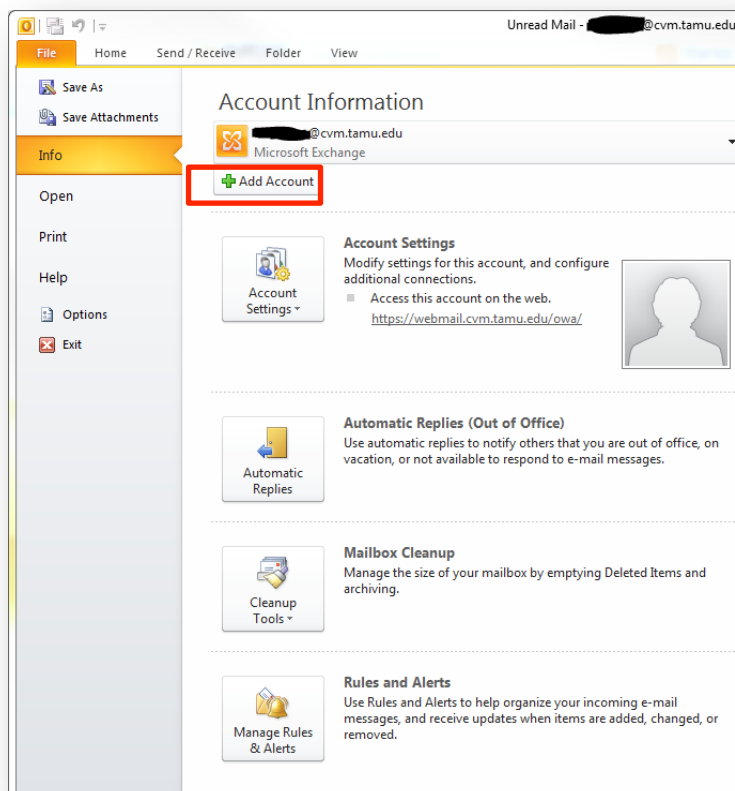 Unread Mail - @cvm.tamu.edu
File Home Send / Receive Folder View
Save As
Save Attachments
Info
Open
Print
Help
Options
Exit
Account Information
@cvm.tamu.edu
Microsoft Exchange
Add Account
Account
Settings
Account Settings
Modify settings for this account, and configure
additional connections.
Access this account on the web.
https://webmail.cvm.tamu.edu/owa/
Automatic
Replies
Automatic Replies (Out of Office)
Use automatic replies to notify others that you are out of office, on
vacation, or not available to respond to e-mail messages.
Cleanup
Tools
Mailbox Cleanup
Manage the size of your mailbox by emptying Deleted Items and
archiving.
Manage Rules
& Alerts
Rules and Alerts
Use Rules and Alerts to help organize your incoming e-mail
messages, and receive updates when items are added, changed, or
removed.